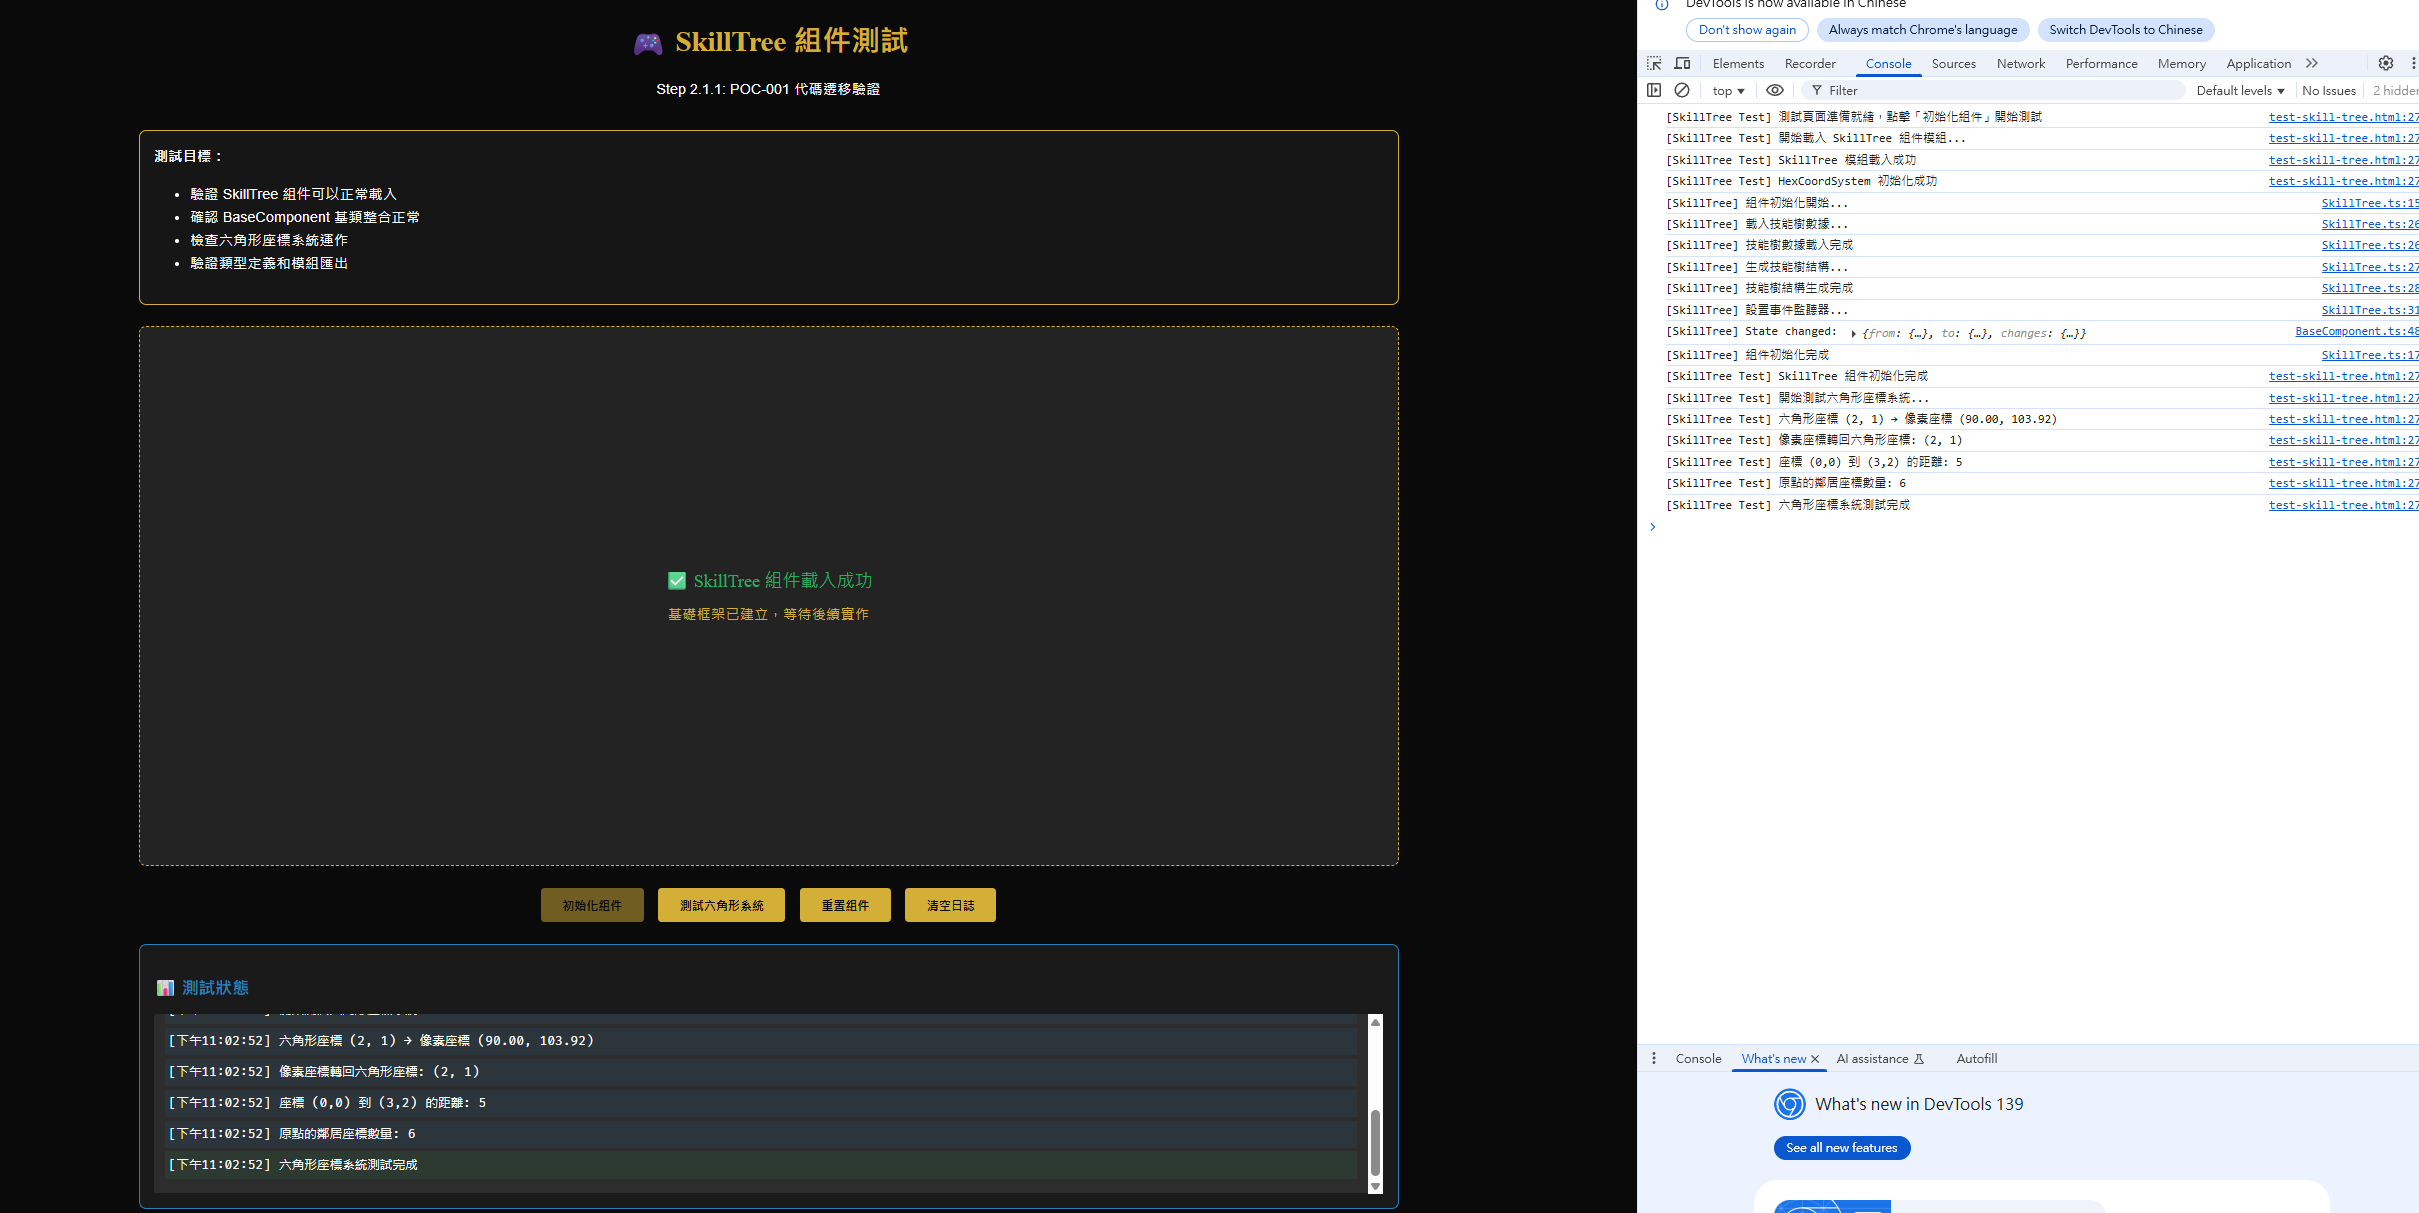 SkillTree 組件測試
Step 2.1.1: POC-001 代碼遷移驗證
測試目標：
驗證 SkillTree 組件可以正常載入
確認 BaseComponent 基類整合正常
檢查六角形座標系統運作
驗證類型定義和模組匯出
SkillTree 組件載入成功
基礎框架已建立，等待後續實作
初始化組件 測試六角形系統 重置組件 清空日誌
測試狀態
[下午11:02:52] 六角形座標 (2, 1) → 像素座標 (90.00, 103.92)
[下午11:02:52] 像素座標轉回六角形座標: (2, 1)
[下午11:02:52] 座標 (0,0) 到 (3,2) 的距離: 5
[下午11:02:52] 原點的鄰居座標數量: 6
[下午11:02:52] 六角形座標系統測試完成
DevTools is now available in Chinese
Don't show again Always match Chrome's language Switch DevTools to Chinese
Elements Recorder Console Sources Network Performance Memory Application
top Filter Default levels No Issues 2 hidden
[SkillTree Test] 測試頁面準備就緒，點擊「初始化組件」開始測試 test-skill-tree.html:27
[SkillTree Test] 開始載入 SkillTree 組件模組... test-skill-tree.html:27
[SkillTree Test] SkillTree 模組載入成功 test-skill-tree.html:27
[SkillTree Test] HexCoordSystem 初始化成功 test-skill-tree.html:27
[SkillTree] 組件初始化開始... SkillTree.ts:15
[SkillTree] 載入技能樹數據... SkillTree.ts:26
[SkillTree] 技能樹數據載入完成 SkillTree.ts:26
[SkillTree] 生成技能樹結構... SkillTree.ts:27
[SkillTree] 技能樹結構生成完成 SkillTree.ts:28
[SkillTree] 設置事件監聽器... SkillTree.ts:31
[SkillTree] State changed: {from: {…}, to: {…}, changes: {…}} BaseComponent.ts:48
[SkillTree] 組件初始化完成 SkillTree.ts:17
[SkillTree Test] SkillTree 組件初始化完成 test-skill-tree.html:27
[SkillTree Test] 開始測試六角形座標系統... test-skill-tree.html:27
[SkillTree Test] 六角形座標 (2, 1) → 像素座標 (90.00, 103.92) test-skill-tree.html:27
[SkillTree Test] 像素座標轉回六角形座標: (2, 1) test-skill-tree.html:27
[SkillTree Test] 座標 (0,0) 到 (3,2) 的距離: 5 test-skill-tree.html:27
[SkillTree Test] 原點的鄰居座標數量: 6 test-skill-tree.html:27
[SkillTree Test] 六角形座標系統測試完成 test-skill-tree.html:27
Console What's new AI assistance Autofill
What's new in DevTools 139
See all new features